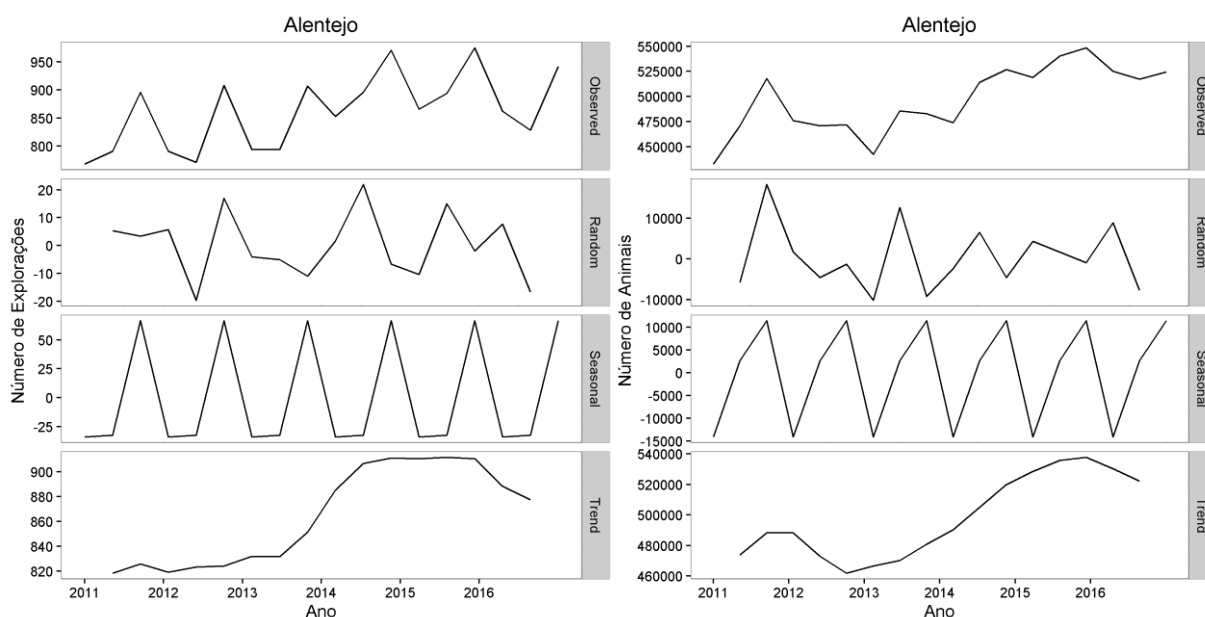 Alentejo
Número de Explorações
950
900
850
800
Observed
20
10
0
-10
-20
Random
50
25
0
-25
Seasonal
900
880
860
840
820
Trend
2011 2012 2013 2014 2015 2016
Ano
Alentejo
Número de Animais
550000
525000
500000
475000
450000
Observed
10000
0
-10000
Random
10000
5000
0
-5000
-10000
-15000
Seasonal
540000
520000
500000
480000
460000
Trend
2011 2012 2013 2014 2015 2016
Ano